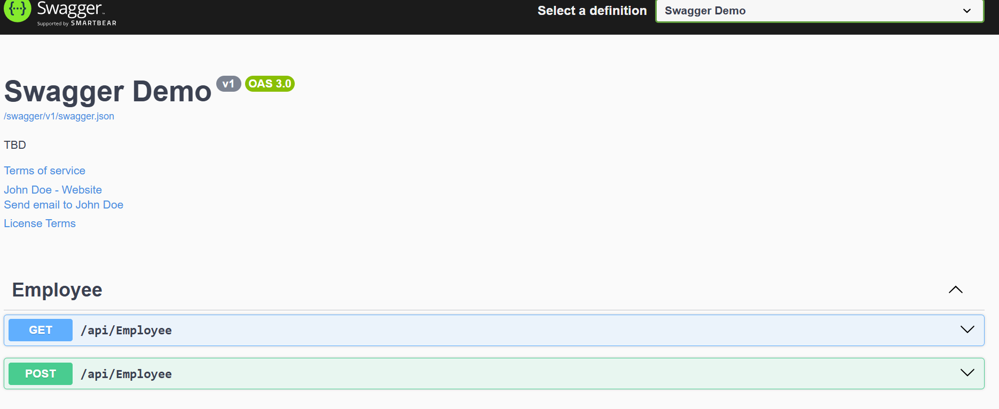 {···} Swagger™
Supported by SMARTBEAR
Select a definition
Swagger Demo
Swagger Demo v1 OAS 3.0
/swagger/v1/swagger.json
TBD
Terms of service
John Doe - Website
Send email to John Doe
License Terms
Employee
GET /api/Employee
POST /api/Employee